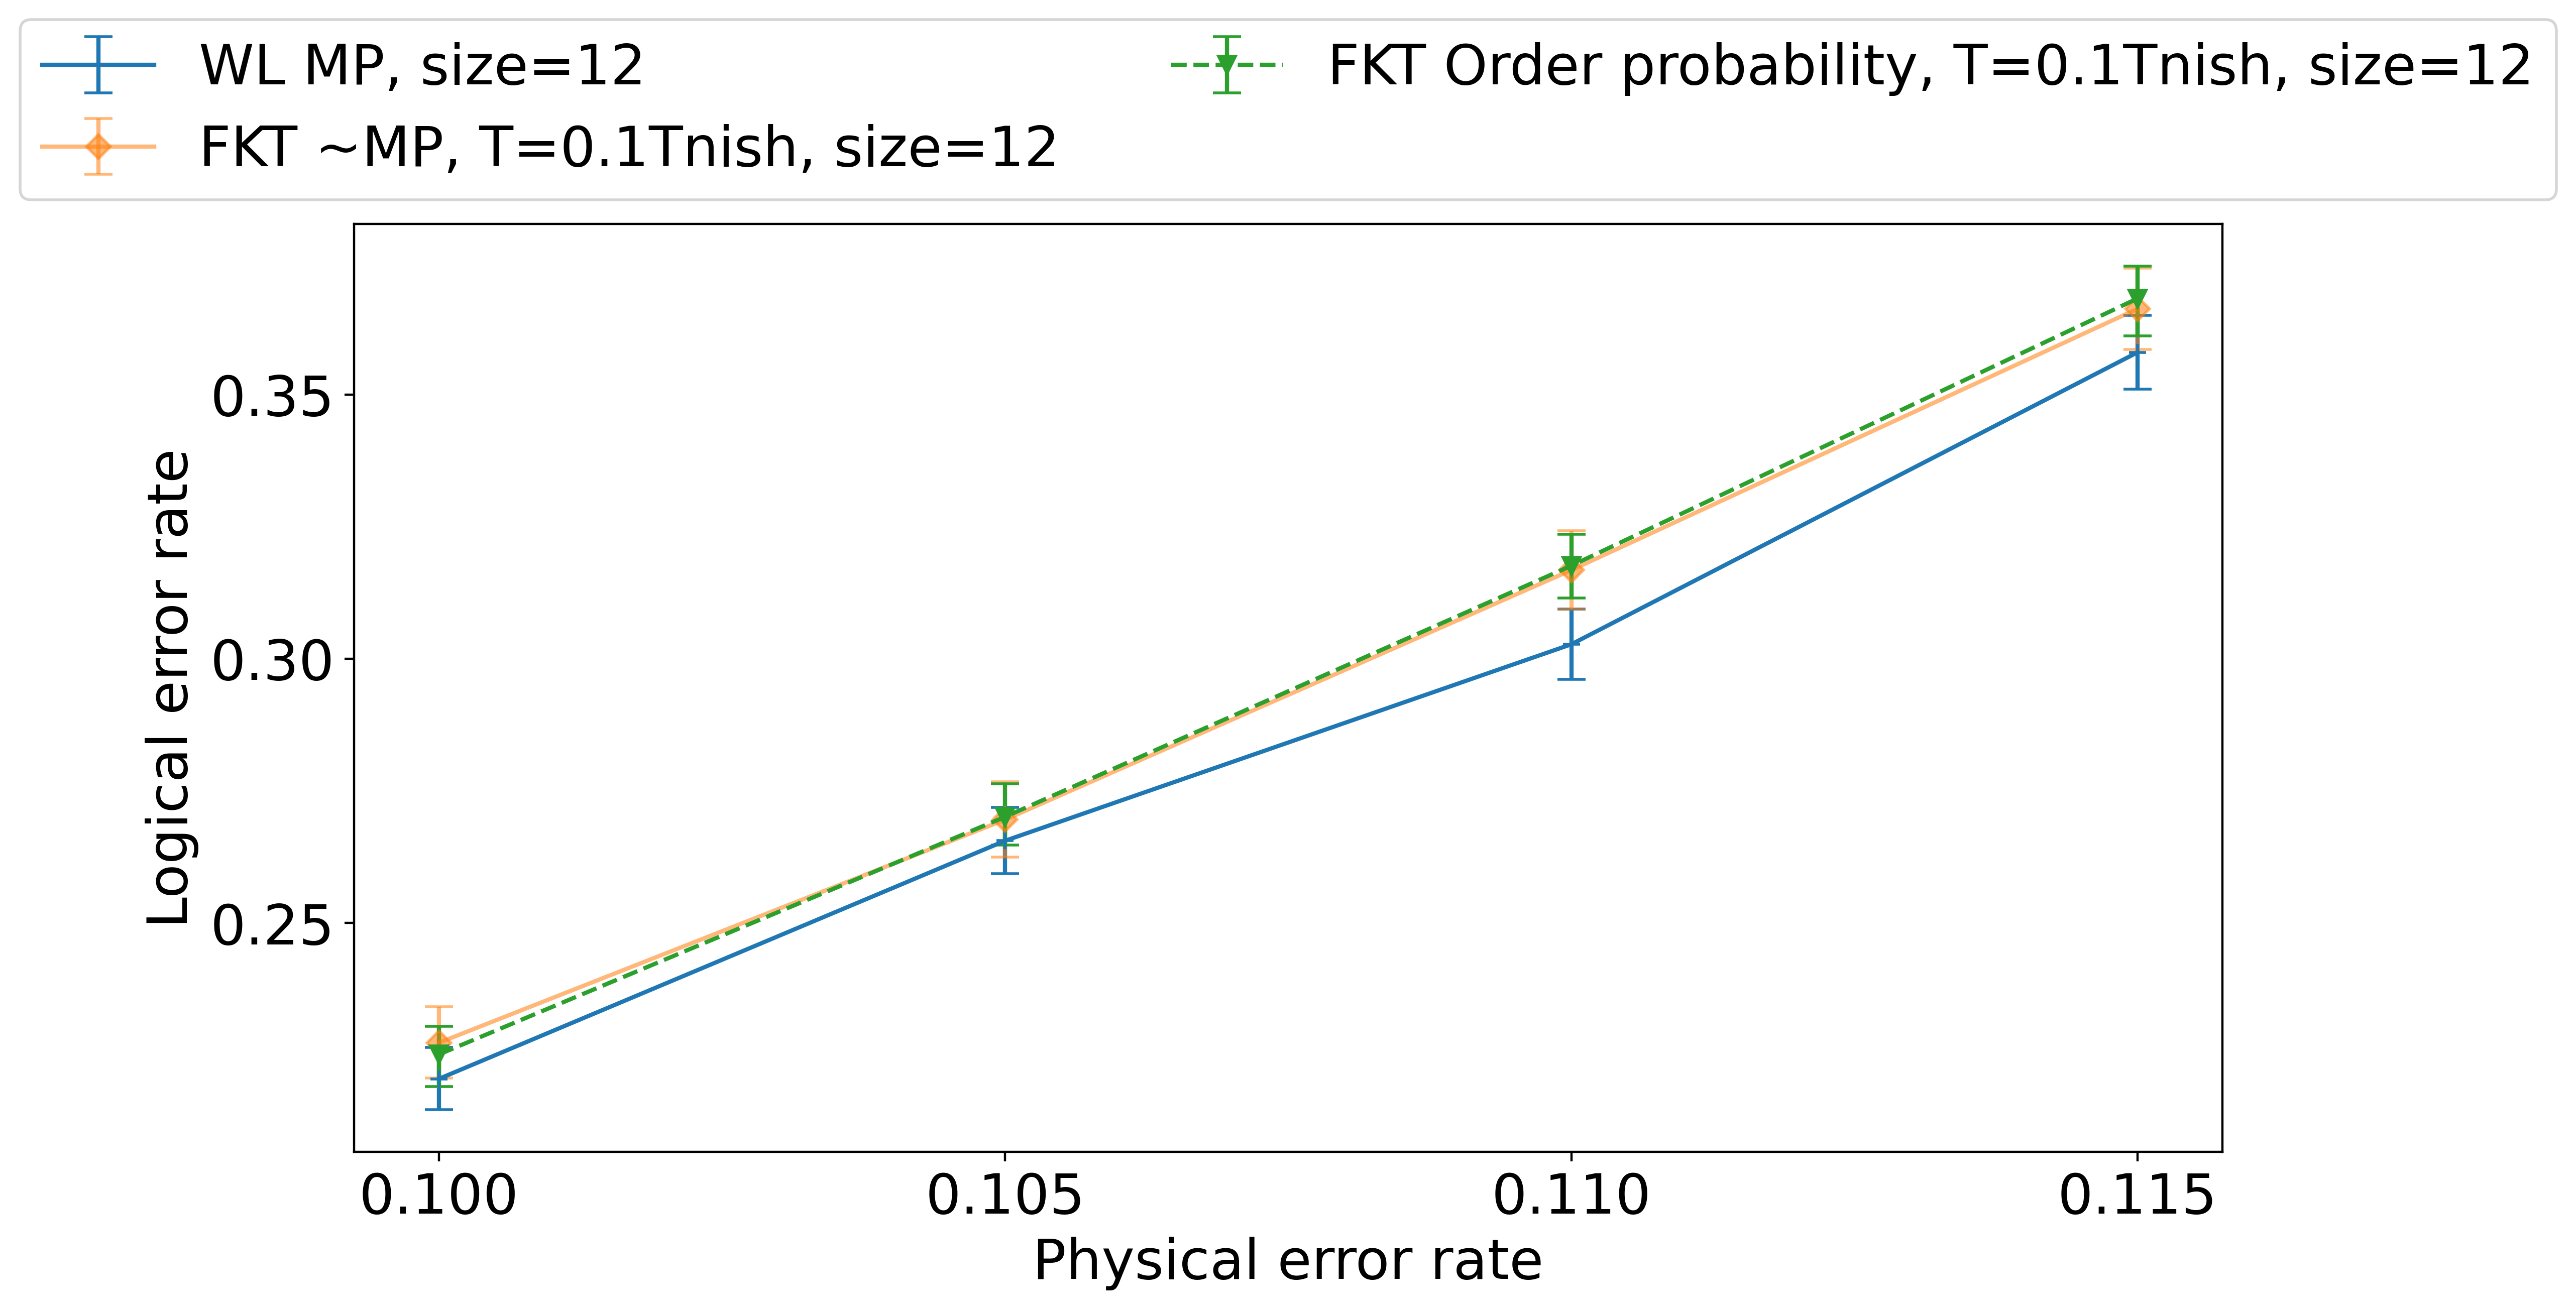 WL MP, size=12
FKT ~MP, T=0.1Tnish, size=12
FKT Order probability, T=0.1Tnish, size=12
Logical error rate
0.35
0.30
0.25
0.100 0.105 0.110 0.115
Physical error rate